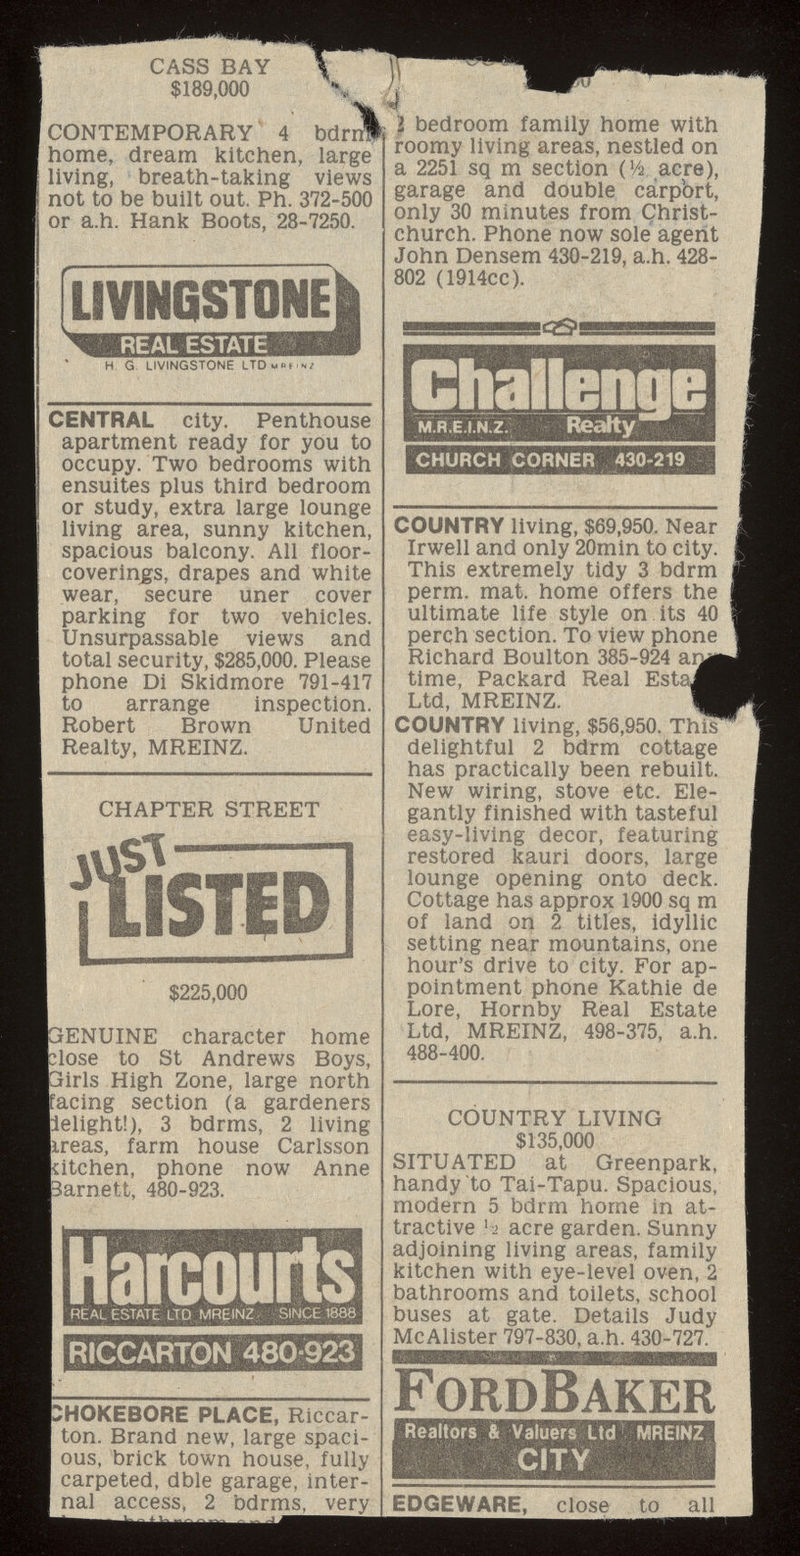 CASS BAY
$189,000
CONTEMPORARY 4
home, dream kitchen, large
living, breath-taking views
not to be built out. Ph. 372-500
or a.h. Hank Boots, 28-7250.
LIVINGSTONE
REAL ESTATE
H. G. LIVINGSTONE LTD MREINZ
CENTRAL city. Penthouse
apartment ready for you to
occupy. Two bedrooms with
ensuites plus third bedroom
or study, extra large lounge
living area, sunny kitchen,
spacious balcony. All floor-
coverings, drapes and white
wear, secure uner cover
parking for two vehicles.
Unsurpassable views and
total security, $285,000. Please
phone Di Skidmore 791-417
to arrange inspection.
Robert Brown United
Realty, MREINZ.
CHAPTER STREET
JUST
LISTED
$225,000
GENUINE character home
close to St Andrews Boys,
Girls High Zone, large north
facing section (a gardeners
delight!), 3 bdrms, 2 living
areas, farm house Carlsson
kitchen, phone now Anne
Barnett, 480-923.
Harcourts
REAL ESTATE LTD MREINZ SINCE 1888
RICCARTON 480-923
CHOKEBORE PLACE, Riccar-
ton. Brand new, large spaci-
ous, brick town house, fully
carpeted, dble garage, inter-
nal access, 2 bdrms, very
bedroom family home with
roomy living areas, nestled on
a 2251 sq m section (½ acre),
garage and double carport,
only 30 minutes from Christ-
church. Phone now sole agent
John Densem 430-219, a.h. 428-
802 (1914cc).
Challenge
M.R.E.I.N.Z. Realty
CHURCH CORNER 430-219
COUNTRY living, $69,950. Near
Irwell and only 20min to city.
This extremely tidy 3 bdrm
perm. mat. home offers the
ultimate life style on its 40
perch section. To view phone
Richard Boulton 385-924
time, Packard Real
Ltd, MREINZ.
COUNTRY living, $56,950. This
delightful 2 bdrm cottage
has practically been rebuilt.
New wiring, stove etc. Ele-
gantly finished with tasteful
easy-living decor, featuring
restored kauri doors, large
lounge opening onto deck.
Cottage has approx 1900 sq m
of land on 2 titles, idyllic
setting near mountains, one
hour's drive to city. For ap-
pointment phone Kathie de
Lore, Hornby Real Estate
Ltd, MREINZ, 498-375, a.h.
488-400.
COUNTRY LIVING
$135,000
SITUATED at Greenpark,
handy to Tai-Tapu. Spacious,
modern 5 bdrm home in at-
tractive ½ acre garden. Sunny
adjoining living areas, family
kitchen with eye-level oven, 2
bathrooms and toilets, school
buses at gate. Details Judy
McAlister 797-830, a.h. 430-727.
FORDBAKER
Realtors & Valuers Ltd MREINZ
CITY
EDGEWARE, close to all